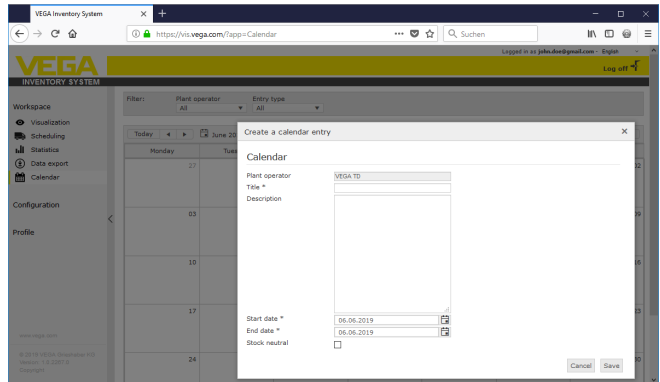 VEGA Inventory System
https://vis.vega.com/?app=Calendar
Suchen
Logged in as john.doe@gmail.com - English
VEGA
INVENTORY SYSTEM
Log off
Workspace
Visualization
Scheduling
Statistics
Data export
Calendar
Configuration
Profile
www.vega.com
Copyright
Filter:
Plant operator
Entry type
All
All
Today
June 20
Monday
Tues
27
03
10
17
24
02
09
16
23
30
Create a calendar entry
Calendar
Plant operator
VEGA TD
Title *
Description
Start date *
06.06.2019
End date *
06.06.2019
Stock neutral
Cancel
Save